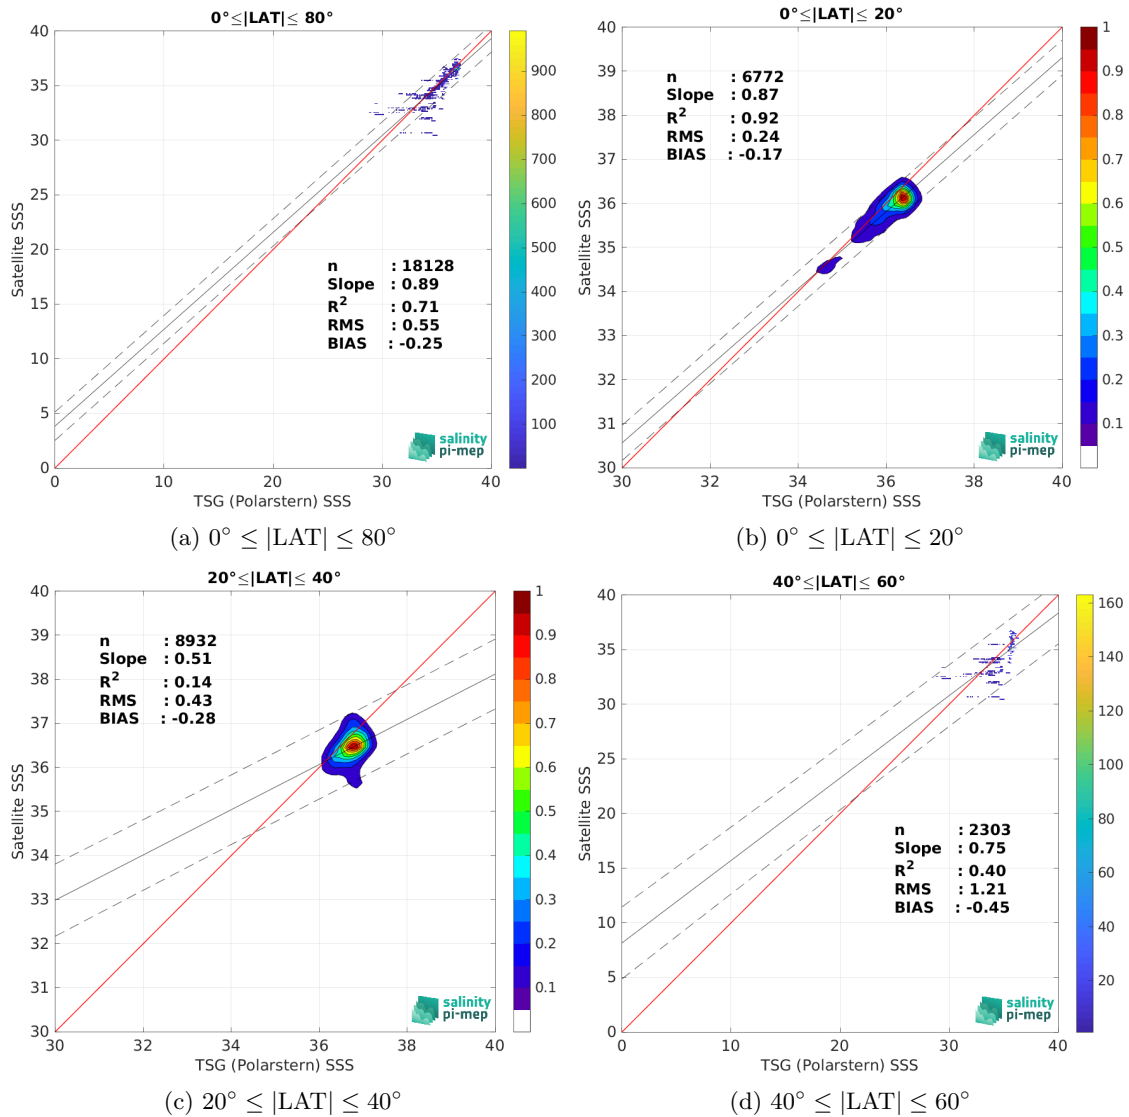 0°≤|LAT|≤ 80°
40
35
30
25
20
15
10
5
0
0
10
20
30
40
Satellite SSS
TSG (Polarstern) SSS
n : 18128
Slope : 0.89
R² : 0.71
RMS : 0.55
BIAS : -0.25
900
800
700
600
500
400
300
200
100
salinity
pi-mep
(a) 0° ≤ |LAT| ≤ 80°
0°≤|LAT|≤ 20°
40
39
38
37
36
35
34
33
32
31
30
30
32
34
36
38
40
Satellite SSS
TSG (Polarstern) SSS
n : 6772
Slope : 0.87
R² : 0.92
RMS : 0.24
BIAS : -0.17
1
0.9
0.8
0.7
0.6
0.5
0.4
0.3
0.2
0.1
salinity
pi-mep
(b) 0° ≤ |LAT| ≤ 20°
20°≤|LAT|≤ 40°
40
39
38
37
36
35
34
33
32
31
30
30
32
34
36
38
40
Satellite SSS
TSG (Polarstern) SSS
n : 8932
Slope : 0.51
R² : 0.14
RMS : 0.43
BIAS : -0.28
1
0.9
0.8
0.7
0.6
0.5
0.4
0.3
0.2
0.1
salinity
pi-mep
(c) 20° ≤ |LAT| ≤ 40°
40°≤|LAT|≤ 60°
40
35
30
25
20
15
10
5
0
0
10
20
30
40
Satellite SSS
TSG (Polarstern) SSS
n : 2303
Slope : 0.75
R² : 0.40
RMS : 1.21
BIAS : -0.45
160
140
120
100
80
60
40
20
salinity
pi-mep
(d) 40° ≤ |LAT| ≤ 60°